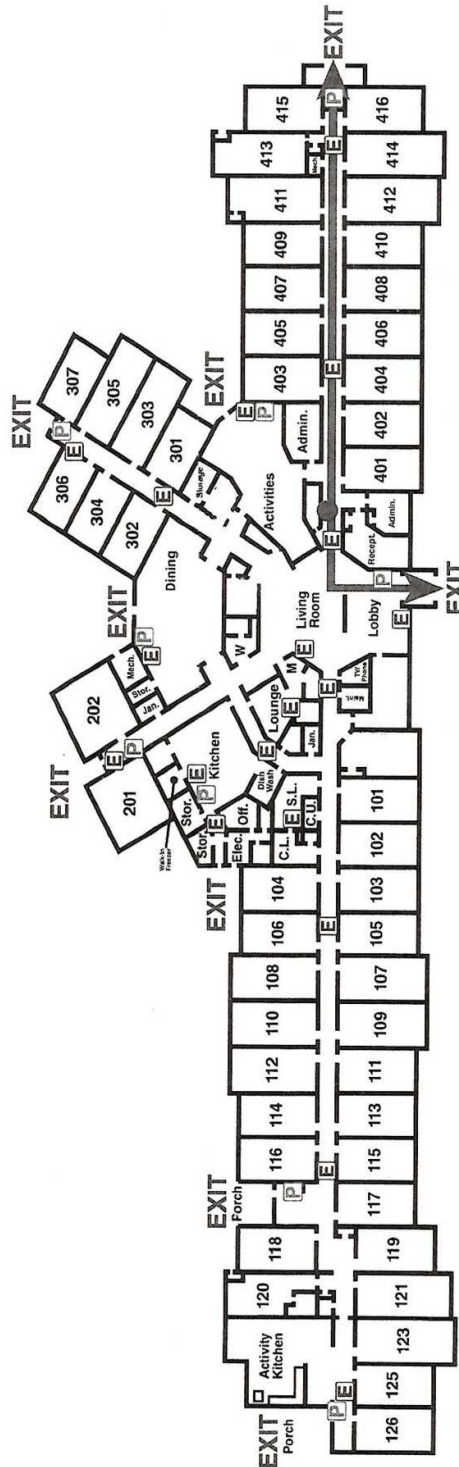 EXIT
Porch
Activity
Kitchen
120
118
EXIT
Porch
P
116
114
112
110
108
106
104
P
E
126
125
123
121
119
117
E
115
113
111
109
107
105
E
103
102
101
EXIT
Stor.
Elec.
C.L.
C.U.
S.L.
E
Off.
E
Stor.
Walk-In
Freezer
P
E
Kitchen
Dish
Wash
E
Jan.
Lounge
E
M
E
E
Maint.
TV/
Phone
EXIT
201
202
E
P
Jan.
Stor.
Mech.
EXIT
E
P
Dining
W
Living
Room
Lobby
E
P
EXIT
Recept.
Admin.
E
EXIT
306
304
302
E
P
E
307
305
303
301
Storage
Activities
EXIT
E
P
Admin.
403
405
407
409
411
413
415
Mech
E
E
P
EXIT
401
402
404
406
408
410
412
414
416